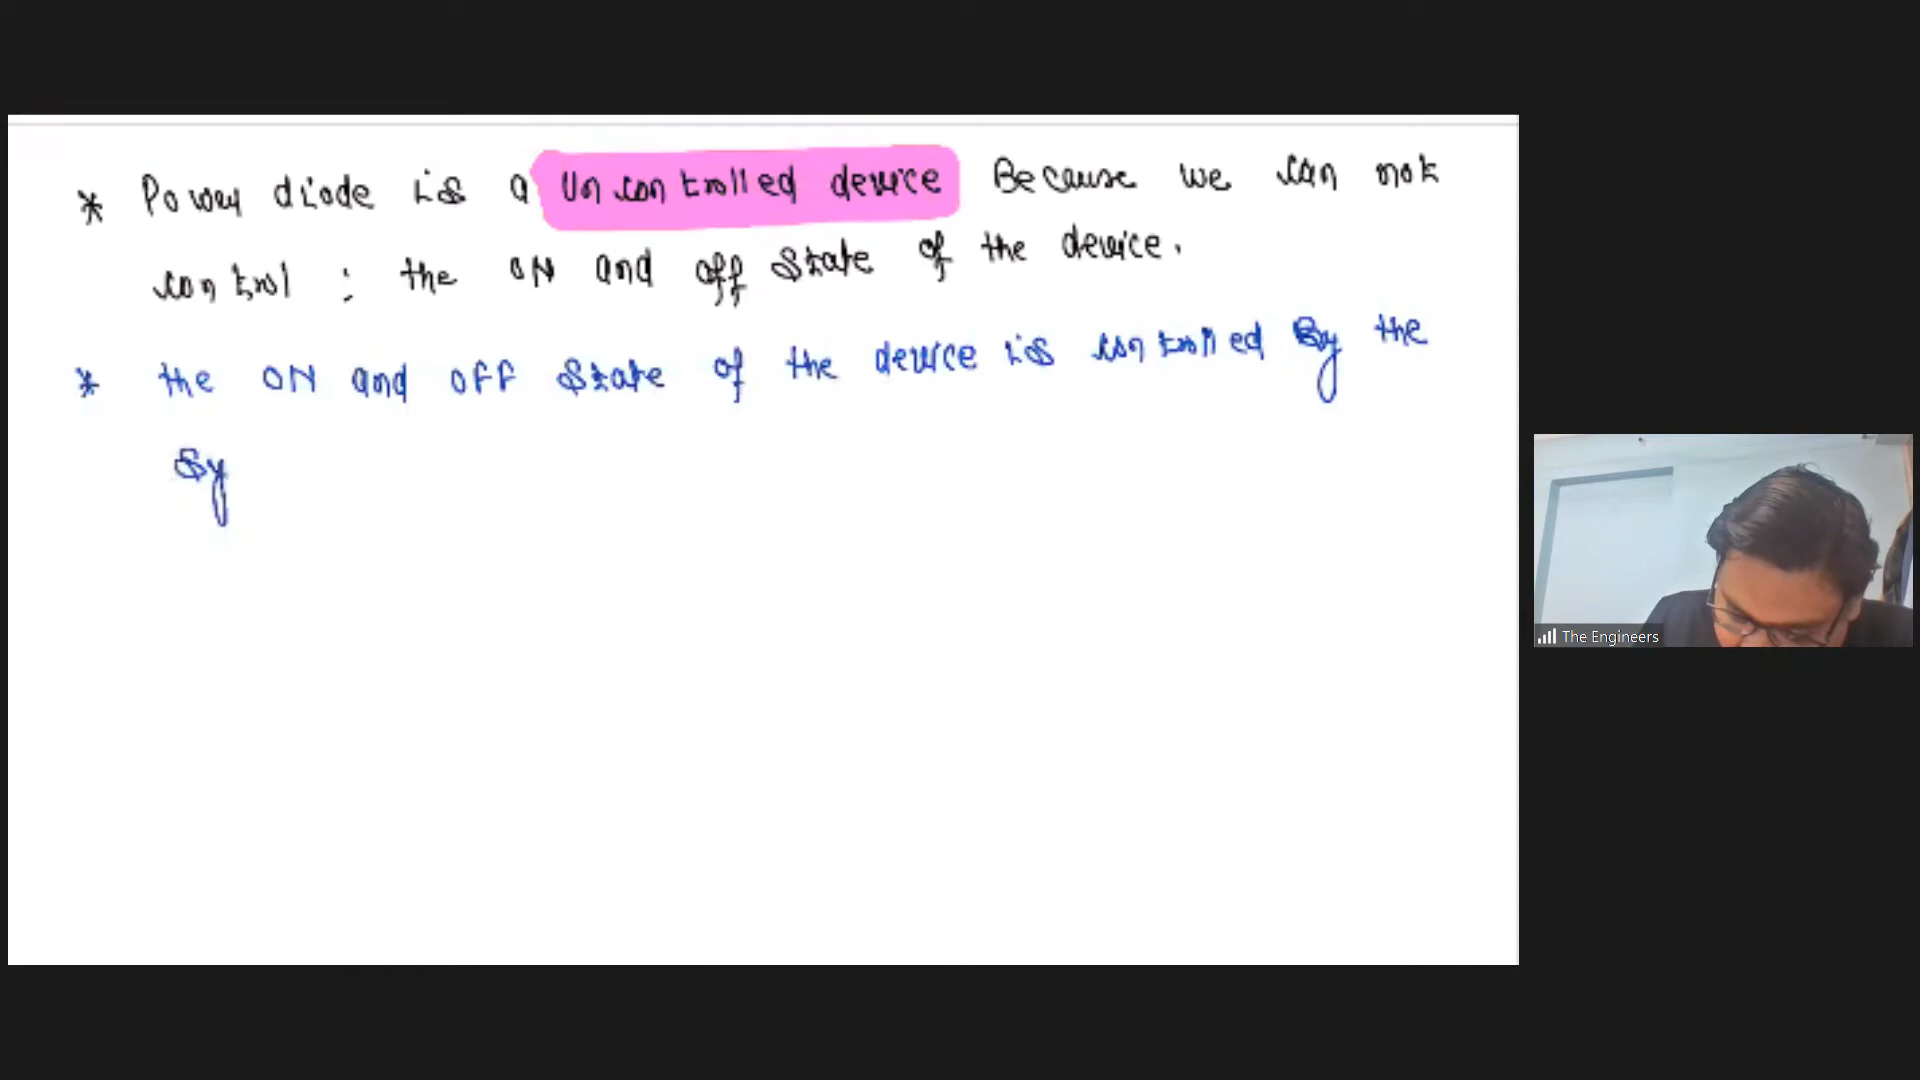 * Power diode is a Uncontrolled device Because we can not
control : the ON and off State of the device.
* the ON and OFF State of the device is controlled By the
By
The Engineers